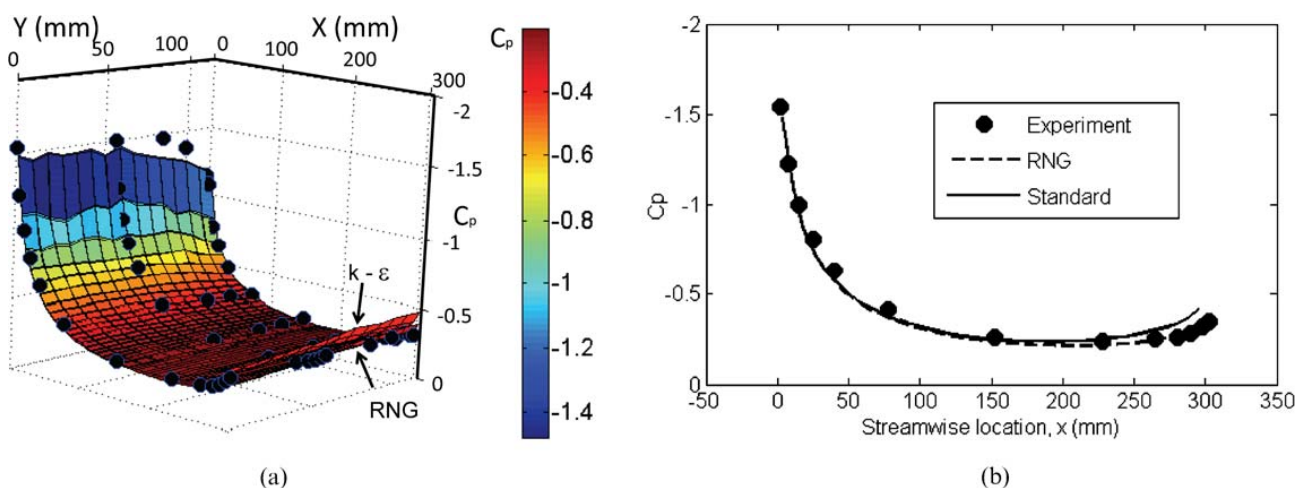 Y (mm)
X (mm)
0
50
100
0
100
200
300
-2
-1.5
-1
-0.5
0
Cₚ
k - ε
RNG
Cₚ
-0.4
-0.6
-0.8
-1
-1.2
-1.4
(a)
-2
-1.5
-1
-0.5
0
Cp
Experiment
RNG
Standard
-50
0
50
100
150
200
250
300
350
Streamwise location, x (mm)
(b)